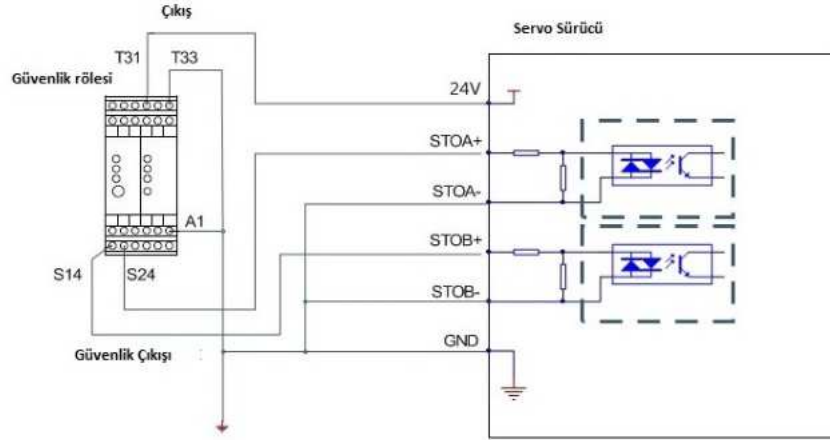 Çıkış
Servo Sürücü
T31 T33
Güvenlik rölesi
24V
STOA+
STOA-
A1
STOB+
S14 S24
STOB-
GND
Güvenlik Çıkışı